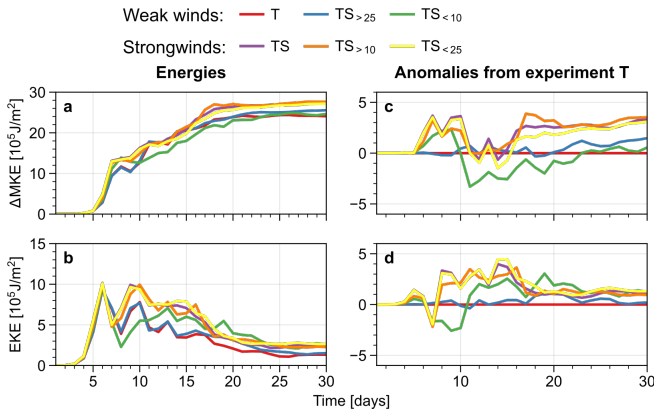 Weak winds: T TS>25 TS<10
Strongwinds: TS TS>10 TS<25
Energies Anomalies from experiment T
a
ΔMKE [10⁵J/m²]
30
20
10
0
c
5
0
−5
b
EKE [10⁵J/m²]
15
10
5
0
d
5
0
−5
5 10 15 20 25 30 10 20 30
Time [days]